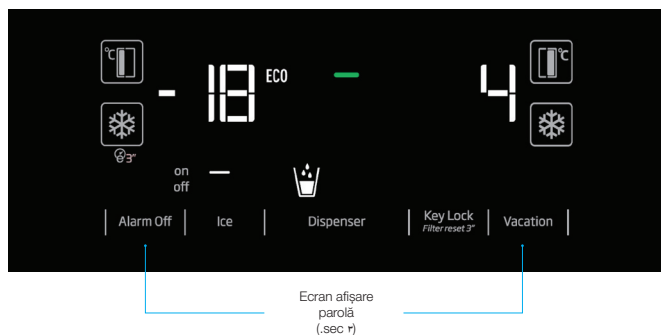 °C
°C
- 18 ECO
4
3"
on
off
Alarm Off
Ice
Dispenser
Key Lock
Filter reset 3"
Vacation
Ecran afişare
parolă
(.sec ٣)